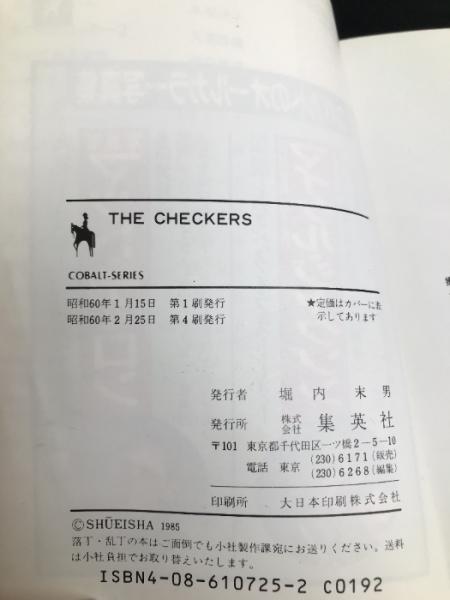 THE CHECKERS
COBALT-SERIES
昭和60年1月15日 第1刷発行
昭和60年2月25日 第4刷発行
★定価はカバーに表
示してあります
発行者 堀内末男
発行所 株式会社 集英社
〒101 東京都千代田区一ツ橋2-5-10
電話 東京 (230)6171(販売)
(230)6268(編集)
印刷所 大日本印刷株式会社
©SHŪEISHA 1985
落丁・乱丁の本はご面倒でも小社製作課宛にお送りください。送料
は小社負担でお取り替えいたします。
ISBN4-08-610725-2 C0192